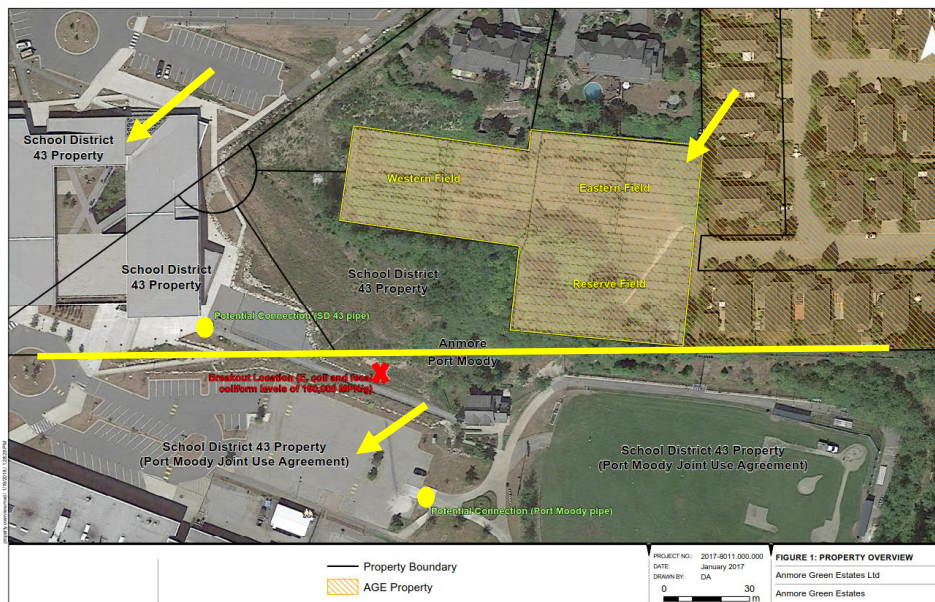 School District
43 Property
Western Field
Eastern Field
School District
43 Property
School District
43 Property
Reserve Field
Potential Connection (SD 43 pipe)
Anmore
Port Moody
Breakout Location (E. coli and fecal
coliform levels of 160,000 MPN/g)
School District 43 Property
(Port Moody Joint Use Agreement)
School District 43 Property
(Port Moody Joint Use Agreement)
Potential Connection (Port Moody pipe)
Property Boundary
AGE Property
PROJECT NO.: 2017-8011.000.000
DATE: January 2017
DRAWN BY: DA
0 30
m
FIGURE 1: PROPERTY OVERVIEW
Anmore Green Estates Ltd
Anmore Green Estates